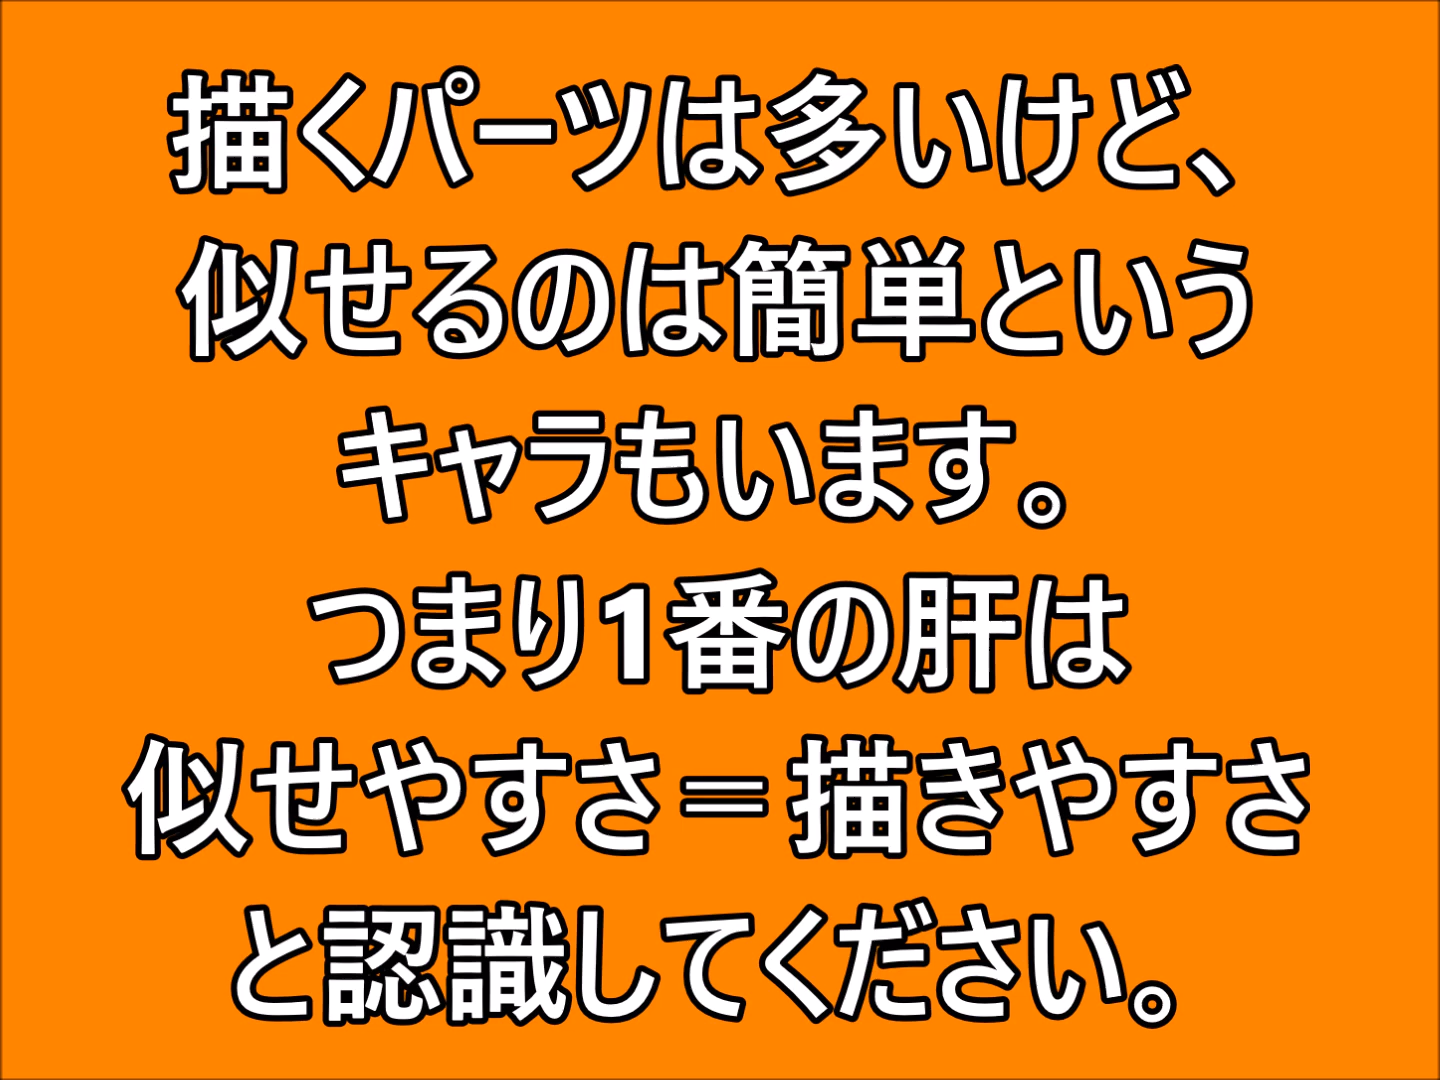 描くパーツは多いけど、
似せるのは簡単という
キャラもいます。
つまり1番の肝は
似せやすさ＝描きやすさ
と認識してください。